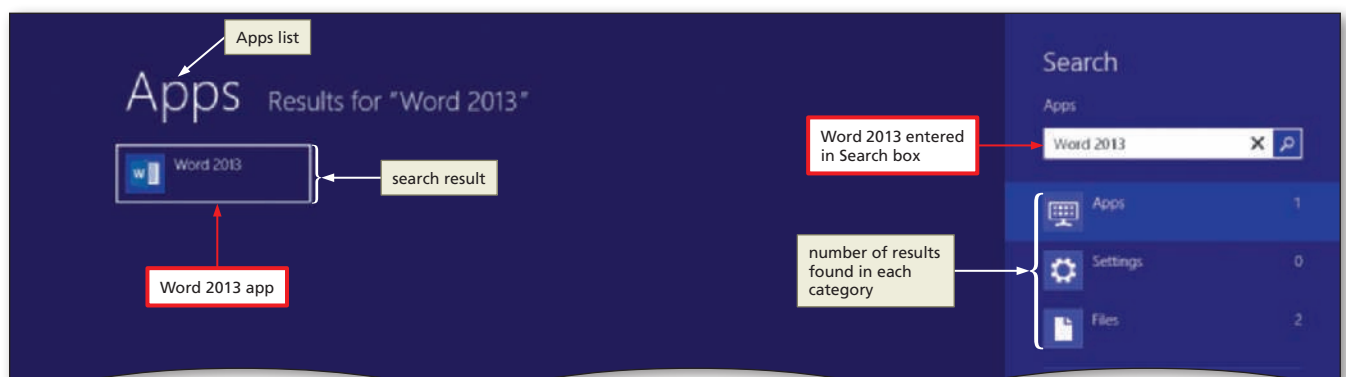 Apps list
Apps Results for "Word 2013"
Word 2013
search result
Word 2013 app
Search
Apps
Word 2013 entered
in Search box
Word 2013
Apps 1
number of results
found in each
category
Settings 0
Files 2